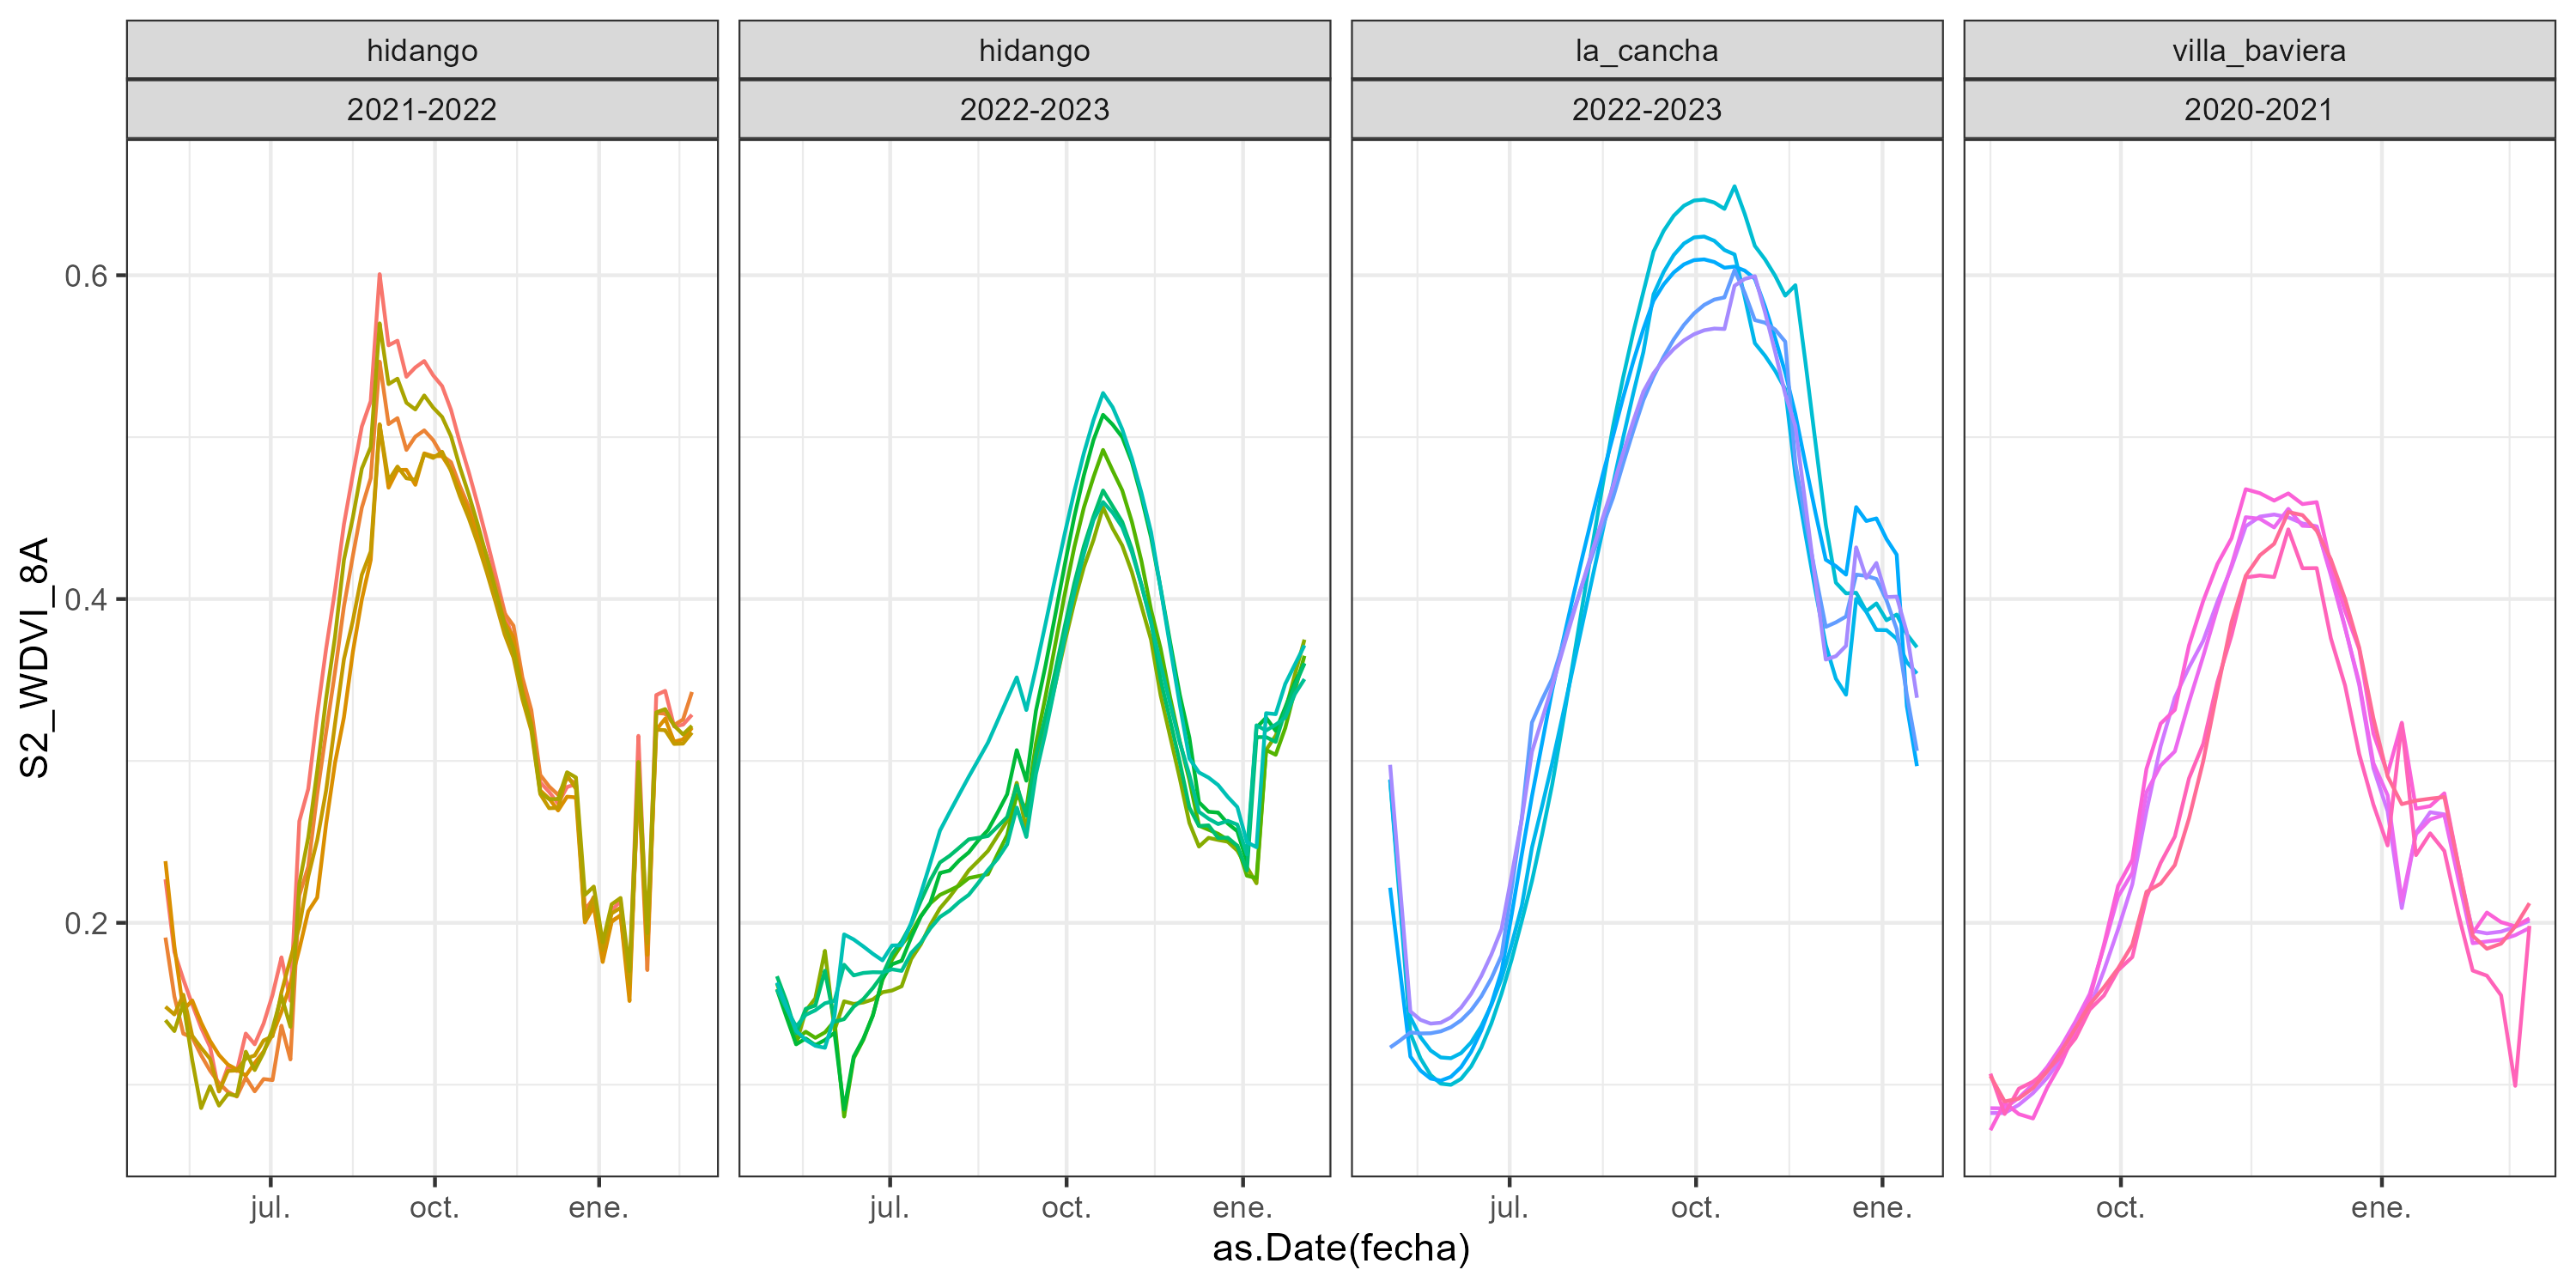 hidango
hidango
la_cancha
villa_baviera
2021-2022
2022-2023
2022-2023
2020-2021
S2_WDVI_8A
0.6
0.4
0.2
jul.
oct.
ene.
jul.
oct.
ene.
jul.
oct.
ene.
oct.
ene.
as.Date(fecha)